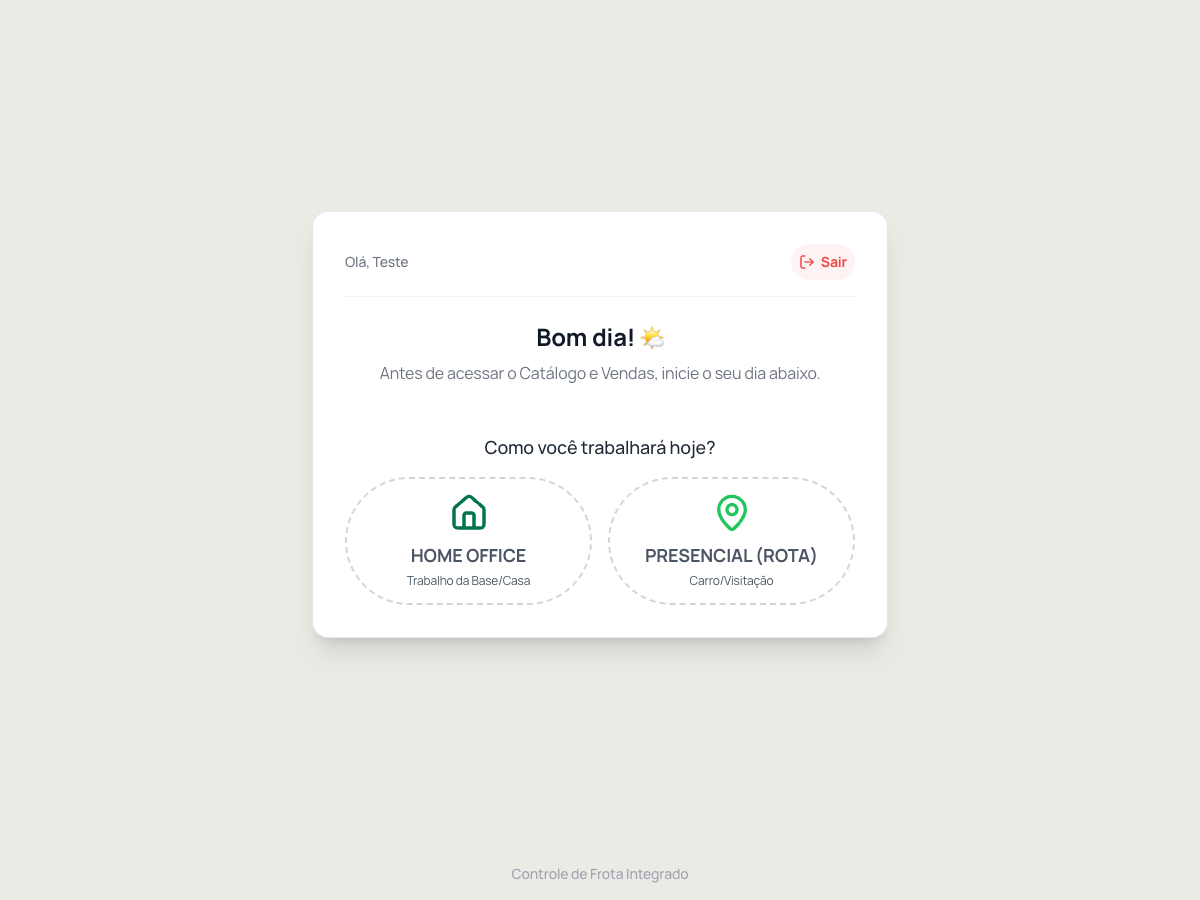 Olá, Teste
Sair
Bom dia! 🌤️
Antes de acessar o Catálogo e Vendas, inicie o seu dia abaixo.
Como você trabalhará hoje?
HOME OFFICE
Trabalho da Base/Casa
PRESENCIAL (ROTA)
Carro/Visitação
Controle de Frota Integrado